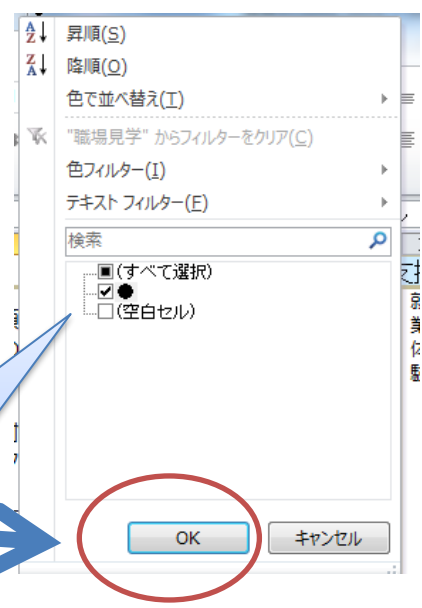 昇順(S)
降順(O)
色で並べ替え(T)
"職場見学" からフィルターをクリア(C)
色フィルター(I)
テキスト フィルター(F)
検索
(すべて選択)
●
(空白セル)
OK
キャンセル